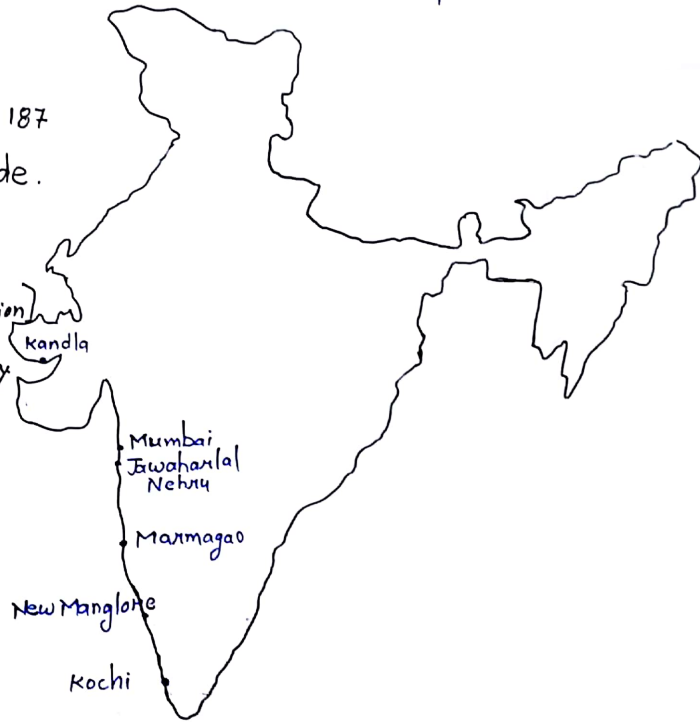 187
de.
ion
Kandla
y
Mumbai
Jawaharlal
Nehru
Marmagao
New Manglore
Kochi